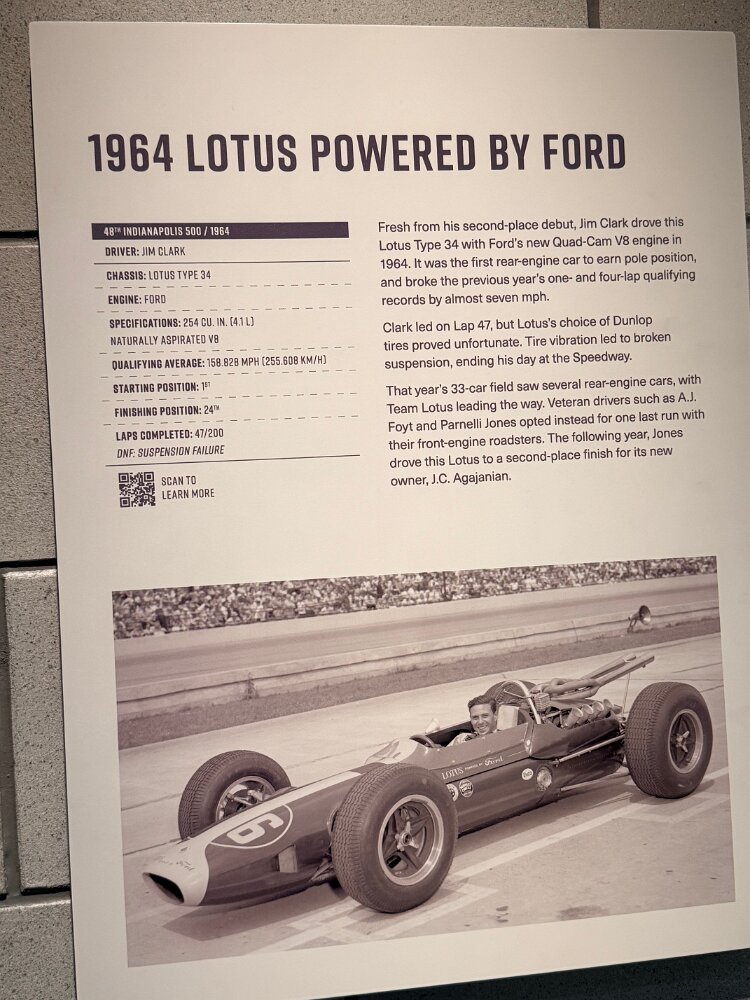 1964 LOTUS POWERED BY FORD
48TH INDIANAPOLIS 500 / 1964
DRIVER: JIM CLARK
CHASSIS: LOTUS TYPE 34
ENGINE: FORD
SPECIFICATIONS: 254 CU. IN. (4.1 L)
NATURALLY ASPIRATED V8
QUALIFYING AVERAGE: 158.828 MPH (255.608 KM/H)
STARTING POSITION: 1ST
FINISHING POSITION: 24TH
LAPS COMPLETED: 47/200
DNF: SUSPENSION FAILURE
SCAN TO
LEARN MORE
Fresh from his second-place debut, Jim Clark drove this
Lotus Type 34 with Ford's new Quad-Cam V8 engine in
1964. It was the first rear-engine car to earn pole position,
and broke the previous year's one- and four-lap qualifying
records by almost seven mph.
Clark led on Lap 47, but Lotus's choice of Dunlop
tires proved unfortunate. Tire vibration led to broken
suspension, ending his day at the Speedway.
That year's 33-car field saw several rear-engine cars, with
Team Lotus leading the way. Veteran drivers such as A.J.
Foyt and Parnelli Jones opted instead for one last run with
their front-engine roadsters. The following year, Jones
drove this Lotus to a second-place finish for its new
owner, J.C. Agajanian.
LOTUS POWERED BY Ford
6
Ford